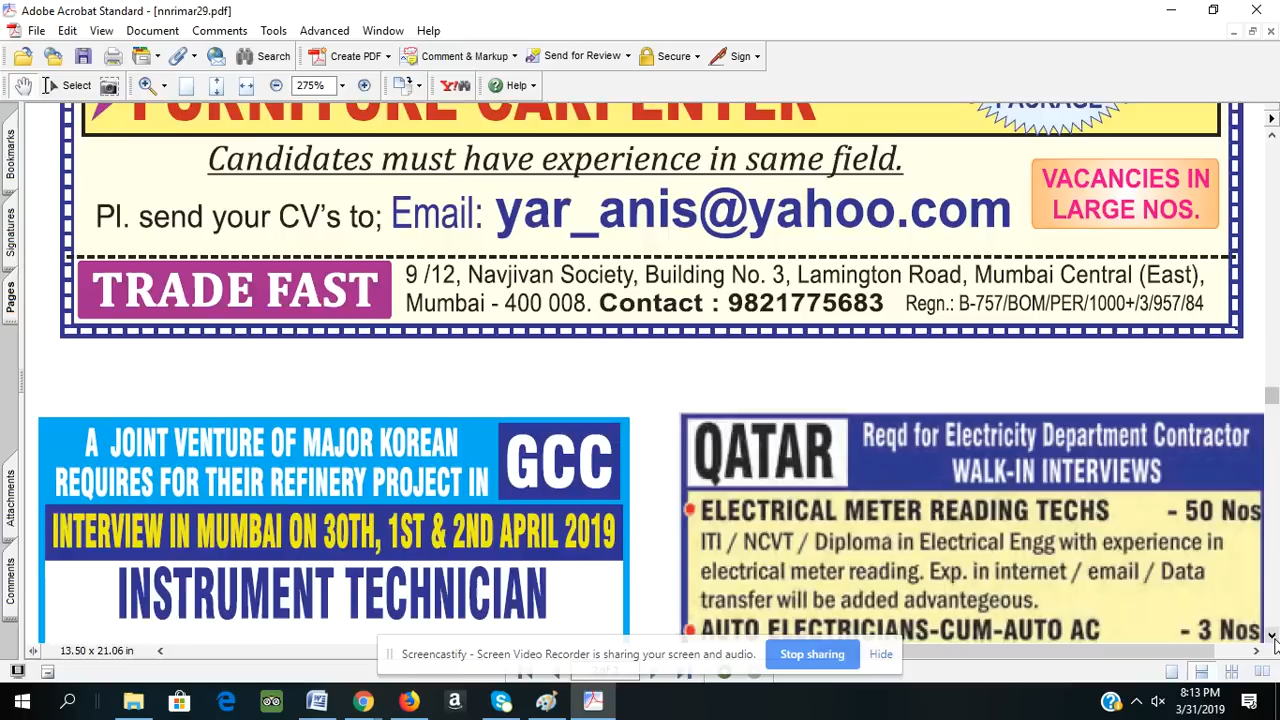 Adobe Acrobat Standard - [nnrimar29.pdf]
File Edit View Document Comments Tools Advanced Window Help
Search Create PDF Comment & Markup Send for Review Secure Sign
Select 275% Y! Help
FURNITURE CARPENTER
PACKAGE
Candidates must have experience in same field.
VACANCIES IN
LARGE NOS.
Pl. send your CV's to; Email: yar_anis@yahoo.com
TRADE FAST
9 /12, Navjivan Society, Building No. 3, Lamington Road, Mumbai Central (East),
Mumbai - 400 008. Contact : 9821775683 Regn.: B-757/BOM/PER/1000+/3/957/84
A JOINT VENTURE OF MAJOR KOREAN
REQUIRES FOR THEIR REFINERY PROJECT IN
GCC
INTERVIEW IN MUMBAI ON 30TH, 1ST & 2ND APRIL 2019
INSTRUMENT TECHNICIAN
QATAR
Reqd for Electricity Department Contractor
WALK-IN INTERVIEWS
• ELECTRICAL METER READING TECHS - 50 Nos
ITI / NCVT / Diploma in Electrical Engg with experience in
electrical meter reading. Exp. in internet / email / Data
transfer will be added advantegeous.
• AUTO ELECTRICIANS-CUM-AUTO AC - 3 Nos
Bookmarks
Signatures
Pages
Attachments
Comments
13.50 x 21.06 in
Screencastify - Screen Video Recorder is sharing your screen and audio. Stop sharing Hide
8:13 PM
3/31/2019